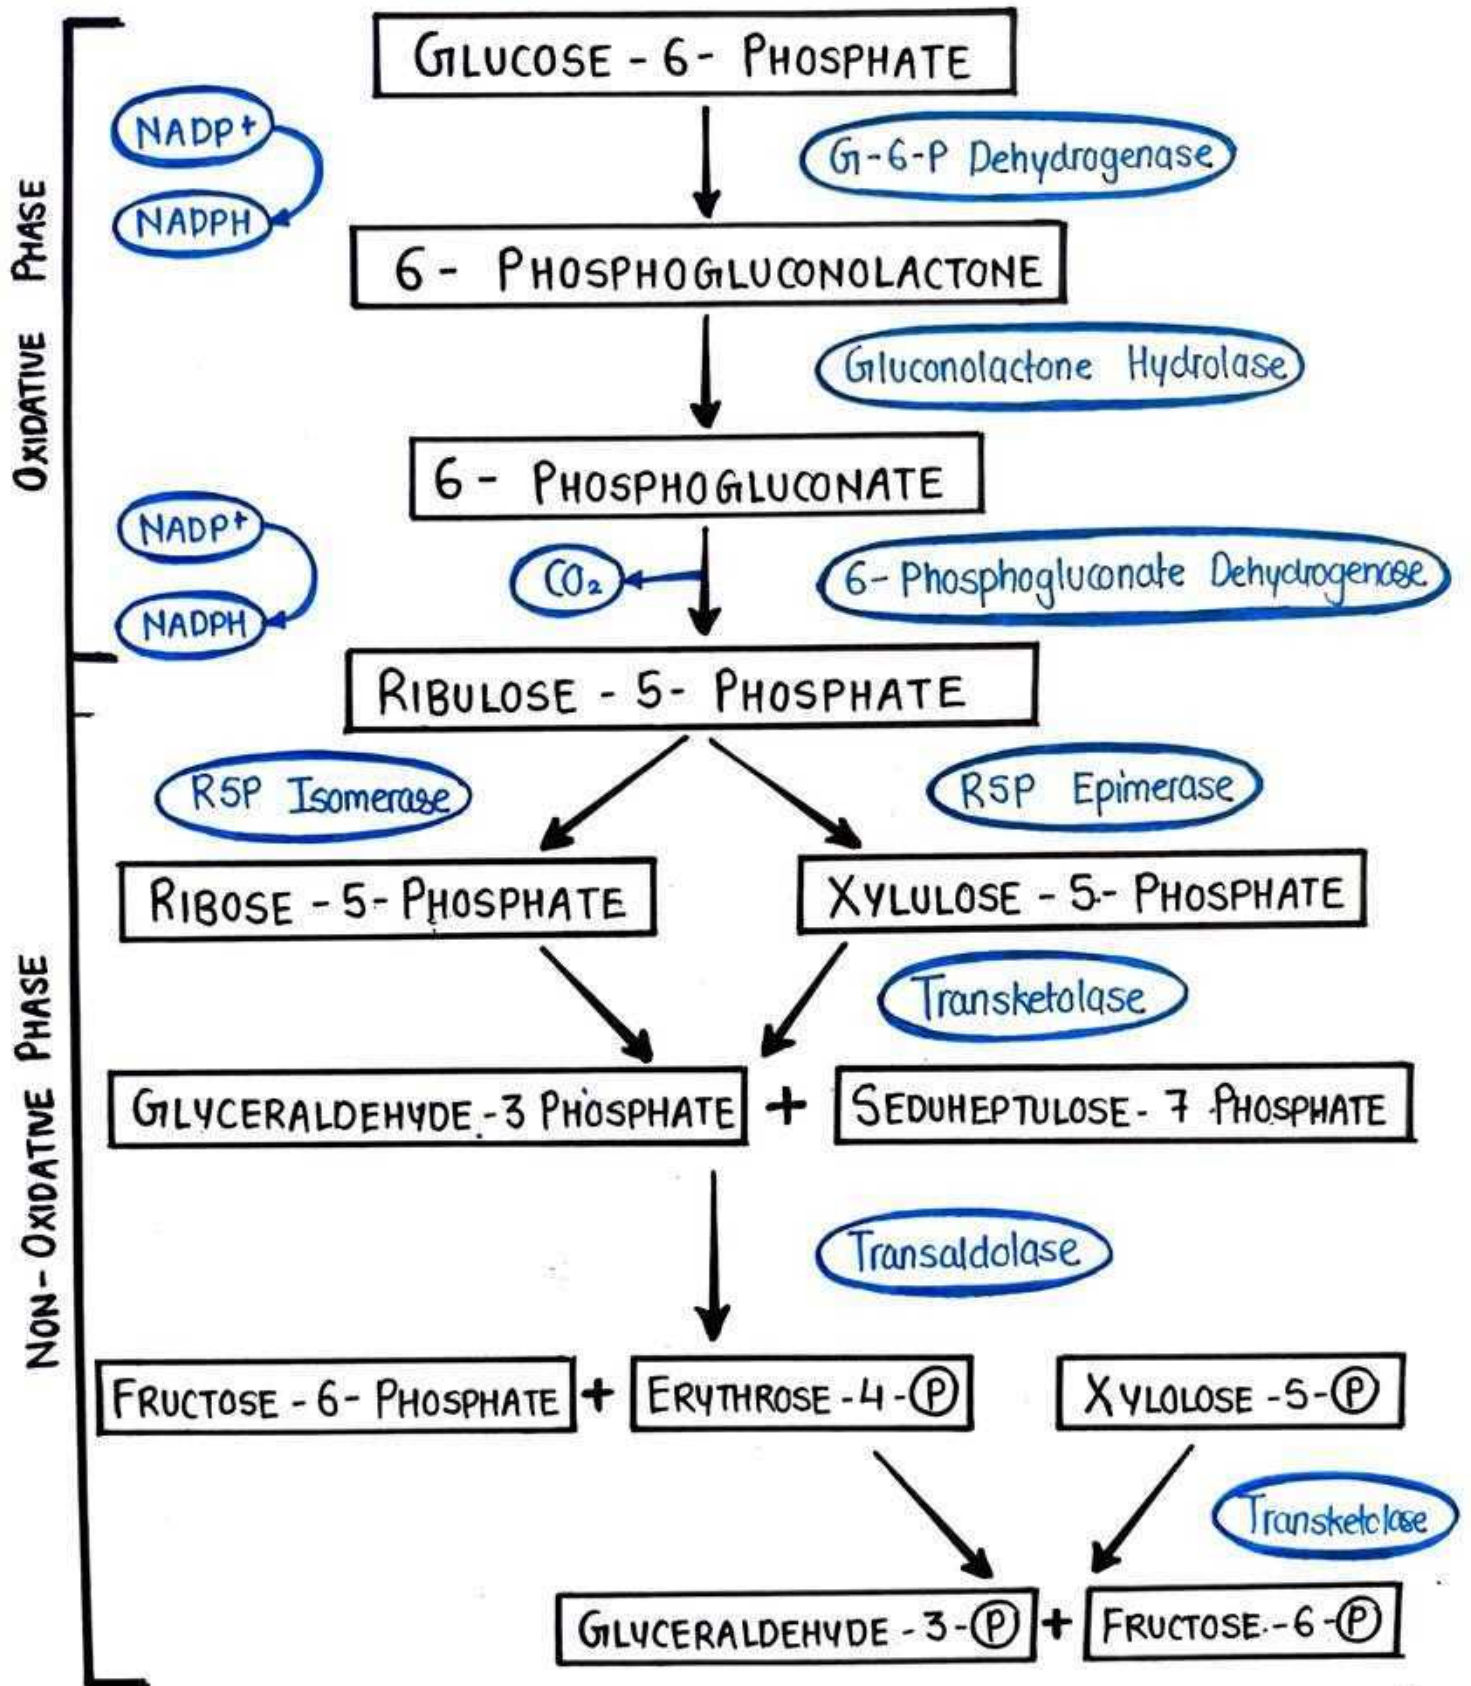 GLUCOSE - 6 - PHOSPHATE
NADP+
G-6-P Dehydrogenase
NADPH
6 - PHOSPHOGLUCONOLACTONE
OXIDATIVE PHASE
Gluconolactone Hydrolase
6 - PHOSPHOGLUCONATE
NADP+
CO₂
6-Phosphogluconate Dehydrogenase
NADPH
RIBULOSE - 5 - PHOSPHATE
R5P Isomerase
R5P Epimerase
RIBOSE - 5 - PHOSPHATE
XYLULOSE - 5 - PHOSPHATE
Transketolase
NON-OXIDATIVE PHASE
GLYCERALDEHYDE - 3 PHOSPHATE + SEDUHEPTULOSE - 7 - PHOSPHATE
Transaldolase
FRUCTOSE - 6 - PHOSPHATE + ERYTHROSE - 4 - Ⓟ
XYLOLOSE - 5 - Ⓟ
Transketolase
GLYCERALDEHYDE - 3 - Ⓟ + FRUCTOSE - 6 - Ⓟ